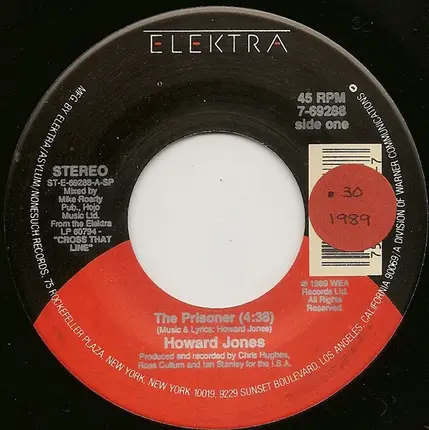 ELEKTRA
45 RPM
7-69288
side one
STEREO
ST-E-69288-A-SP
Mixed by
Mike Roarty
Pub., Hojo
Music Ltd.
From the Elektra
LP 60794 -
"CROSS THAT
LINE"
# 30
1989
℗ 1989 WEA
Records Ltd.
All Rights
Reserved.
The Prisoner (4:38)
(Music & Lyrics: Howard Jones)
Howard Jones
Produced and recorded by Chris Hughes,
Ross Cullum and Ian Stanley for the I.S.A.
MFG. BY ELEKTRA/ASYLUM/NONESUCH RECORDS, 75 ROCKEFELLER PLAZA, NEW YORK, NEW YORK 10019, 9229 SUNSET BOULEVARD, LOS ANGELES, CALIFORNIA 90069/A DIVISION OF WARNER COMMUNICATIONS